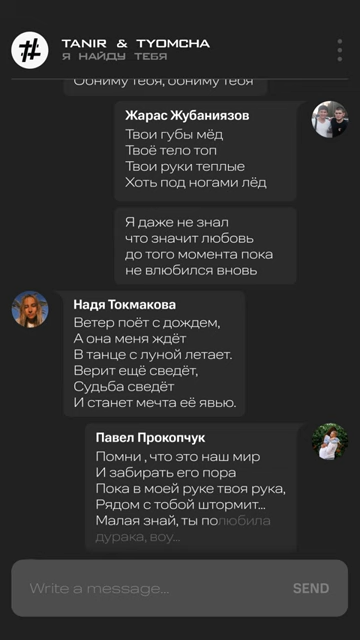 #
TANIR & TYOMCHA
Я НАЙДУ ТЕБЯ
Обниму тебя, обниму тебя
Жарас Жубаниязов
Твои губы мёд
Твоё тело топ
Твои руки теплые
Хоть под ногами лёд
Я даже не знал
что значит любовь
до того момента пока
не влюбился вновь
Надя Токмакова
Ветер поёт с дождем,
А она меня ждёт
В танце с луной летает.
Верит ещё сведёт,
Судьба сведёт
И станет мечта её явью.
Павел Прокопчук
Помни , что это наш мир
И забирать его пора
Пока в моей руке твоя рука,
Рядом с тобой штормит...
Малая знай, ты полюбила
дурака, воу...
Write a message...
SEND